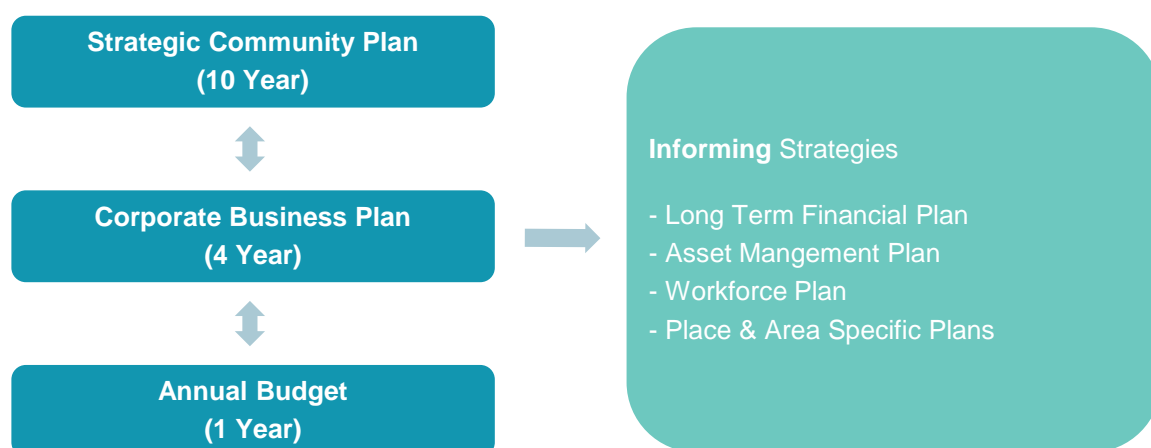 Strategic Community Plan
(10 Year)
Corporate Business Plan
(4 Year)
Annual Budget
(1 Year)
Informing Strategies
- Long Term Financial Plan
- Asset Mangement Plan
- Workforce Plan
- Place & Area Specific Plans